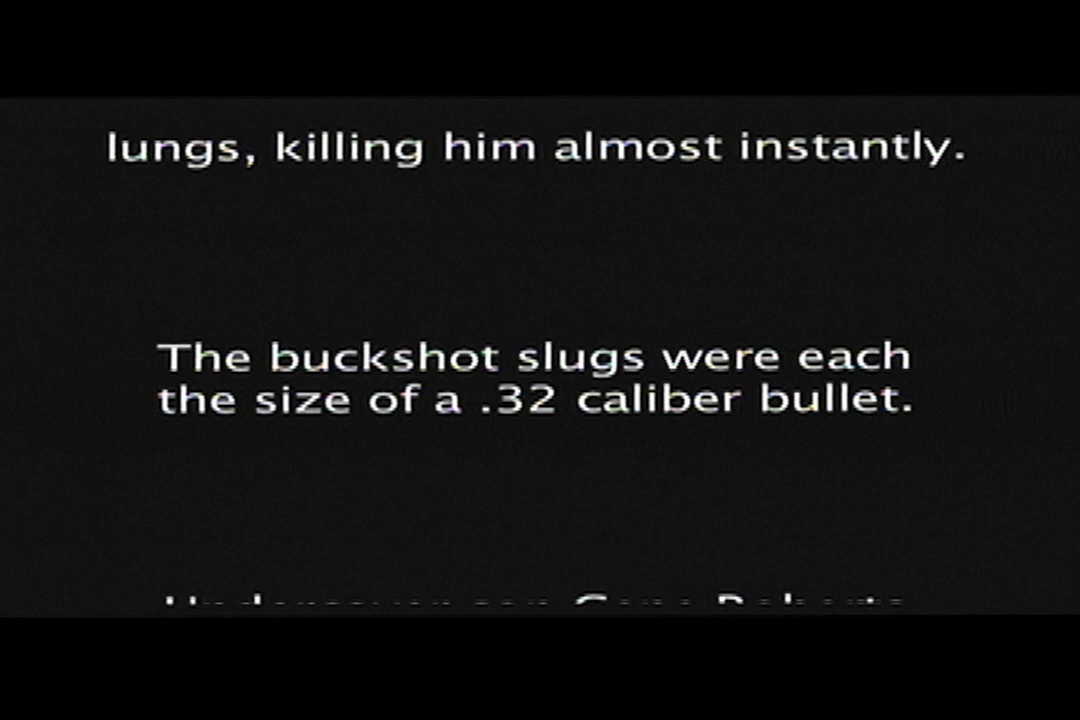 lungs, killing him almost instantly.
The buckshot slugs were each
the size of a .32 caliber bullet.